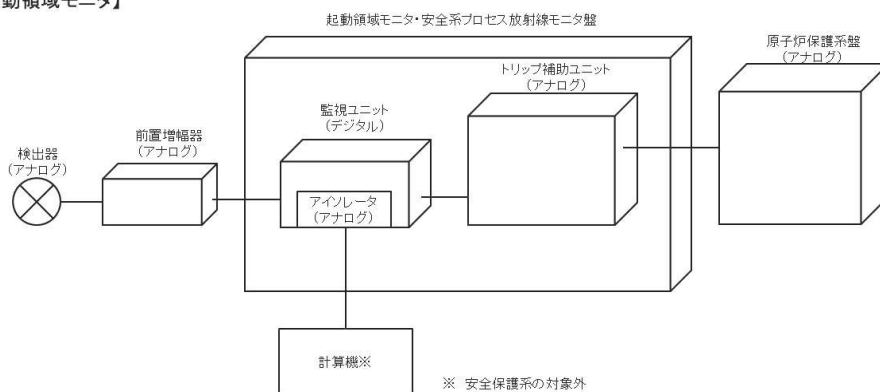 動領域モニタ】
起動領域モニタ・安全系プロセス放射線モニタ盤
原子炉保護系盤
(アナログ)
トリップ補助ユニット
(アナログ)
監視ユニット
(デジタル)
前置増幅器
(アナログ)
検出器
(アナログ)
アイソレータ
(アナログ)
計算機※
※ 安全保護系の対象外